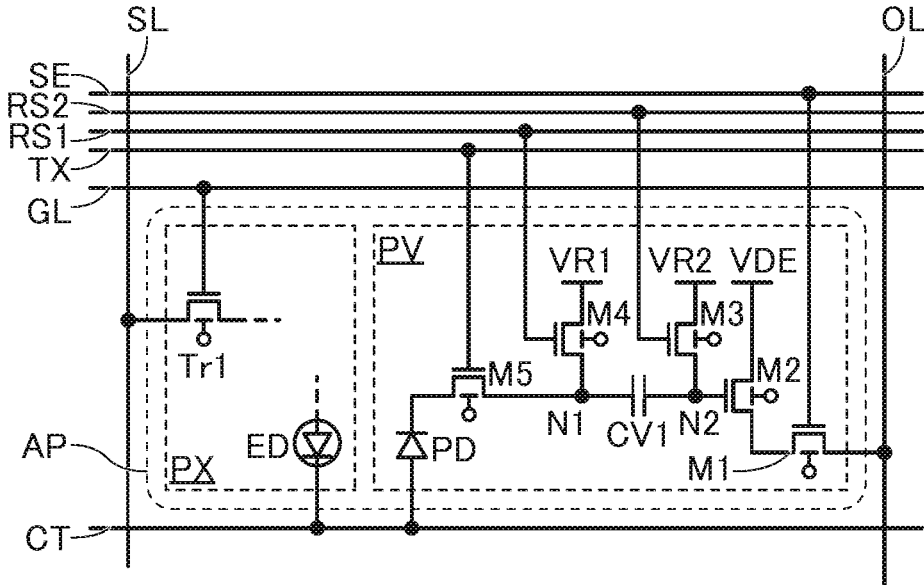 SL
OL
SE
RS2
RS1
TX
GL
PV
VR1
VR2
VDE
M4
M3
Tr1
M5
M2
N1
CV1
N2
AP
PX
ED
PD
M1
CT